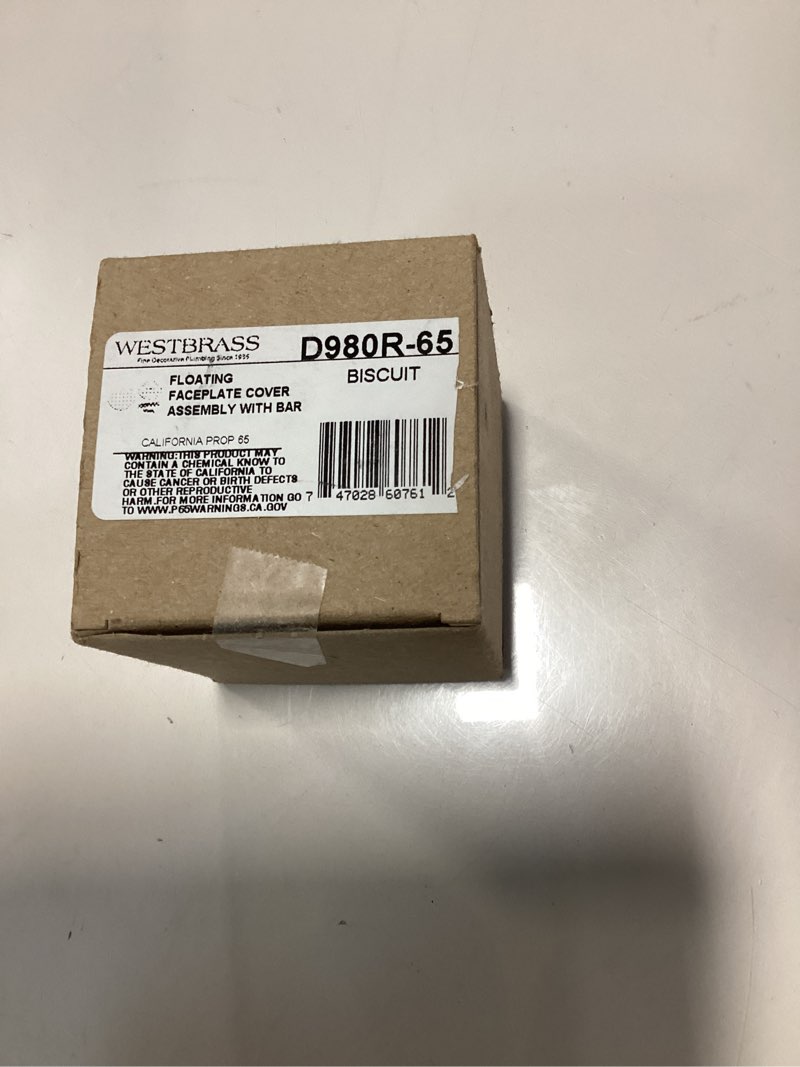 WESTBRASS
Fine Decorative Plumbing Since 1935
D980R-65
BISCUIT
FLOATING
FACEPLATE COVER
ASSEMBLY WITH BAR
CALIFORNIA PROP 65
WARNING:THIS PRODUCT MAY
CONTAIN A CHEMICAL KNOW TO
THE STATE OF CALIFORNIA TO
CAUSE CANCER OR BIRTH DEFECTS
OR OTHER REPRODUCTIVE
HARM.FOR MORE INFORMATION GO
TO WWW.P65WARNINGS.CA.GOV
7 47028 60761 2